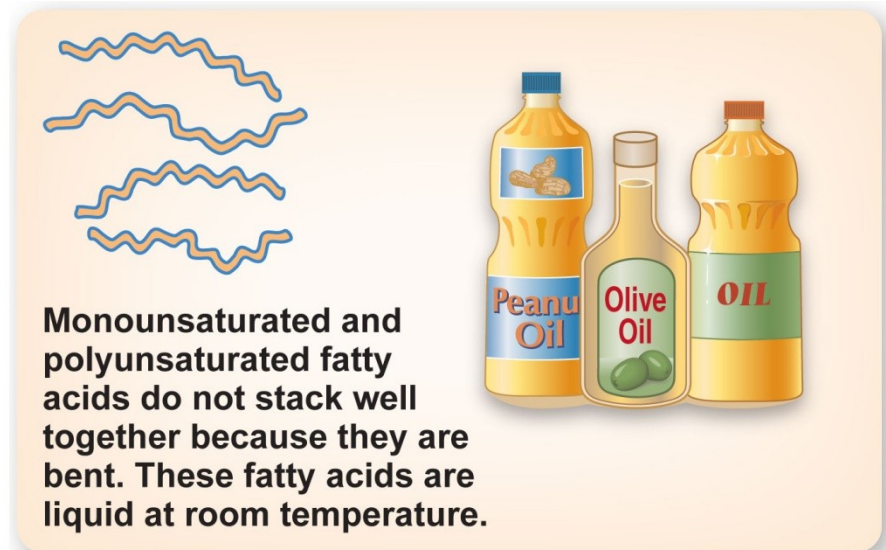 Monounsaturated and
polyunsaturated fatty
acids do not stack well
together because they are
bent. These fatty acids are
liquid at room temperature.
Peanu
Oil
Olive
Oil
OIL